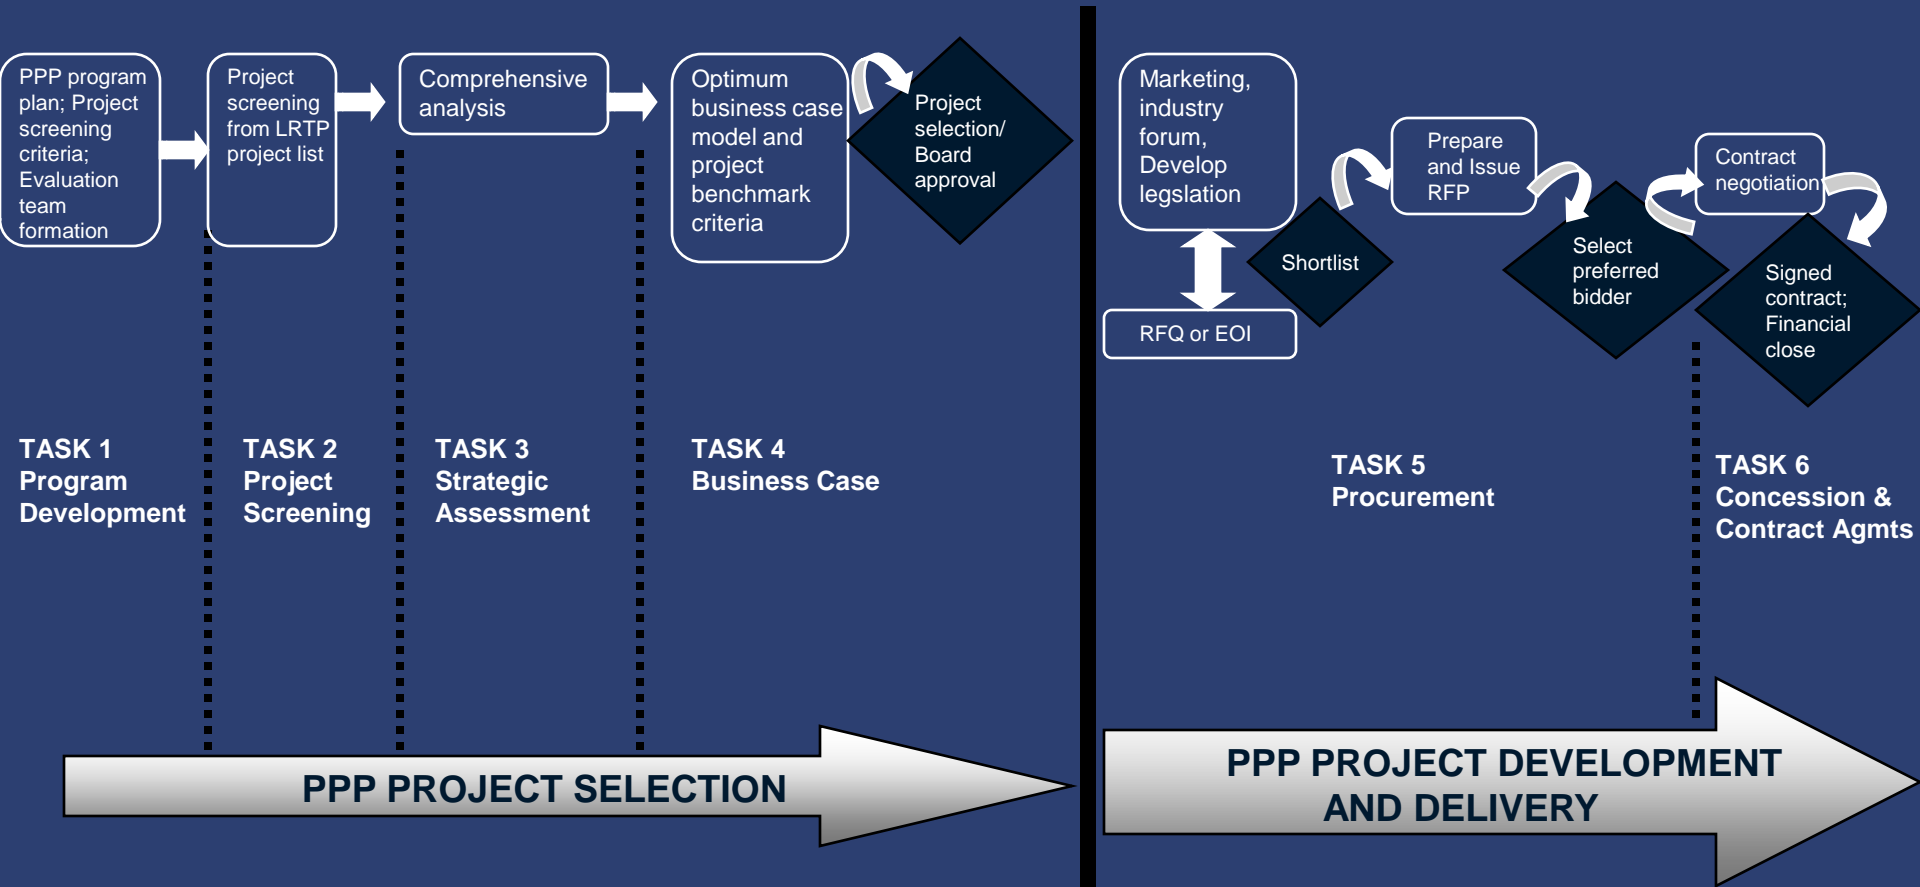 PPP program
plan; Project
screening
criteria;
Evaluation
team
formation
Project
screening
from LRTP
project list
Comprehensive
analysis
Optimum
business case
model and
project
benchmark
criteria
Project
selection/
Board
approval
Marketing,
industry
forum,
Develop
legslation
RFQ or EOI
Shortlist
Prepare
and Issue
RFP
Select
preferred
bidder
Contract
negotiation
Signed
contract;
Financial
close
TASK 1
Program
Development
TASK 2
Project
Screening
TASK 3
Strategic
Assessment
TASK 4
Business Case
TASK 5
Procurement
TASK 6
Concession &
Contract Agmts
PPP PROJECT SELECTION
PPP PROJECT DEVELOPMENT
AND DELIVERY